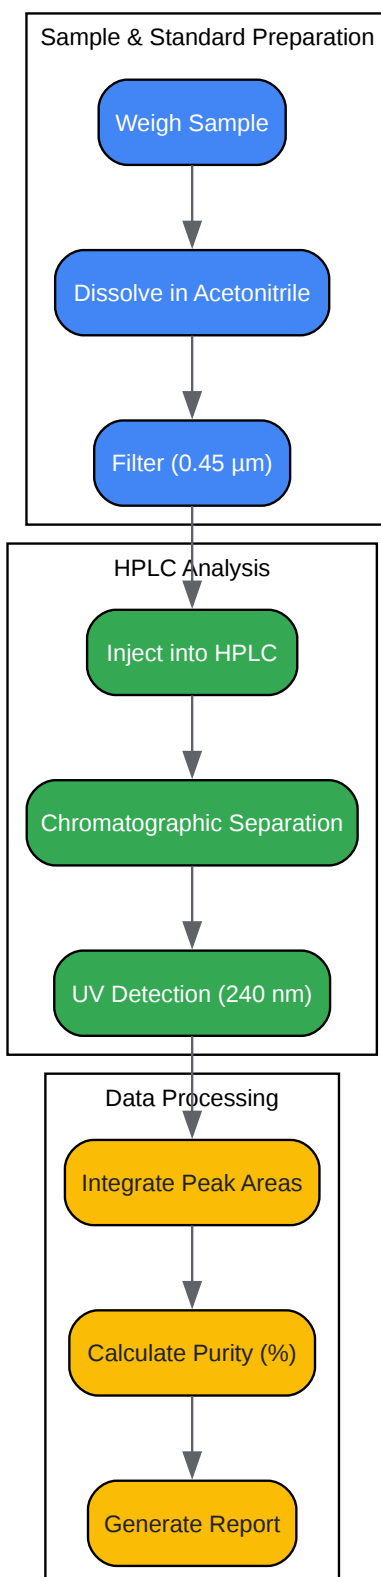 Sample & Standard Preparation
Weigh Sample
Dissolve in Acetonitrile
Filter (0.45 µm)
HPLC Analysis
Inject into HPLC
Chromatographic Separation
UV Detection (240 nm)
Data Processing
Integrate Peak Areas
Calculate Purity (%)
Generate Report